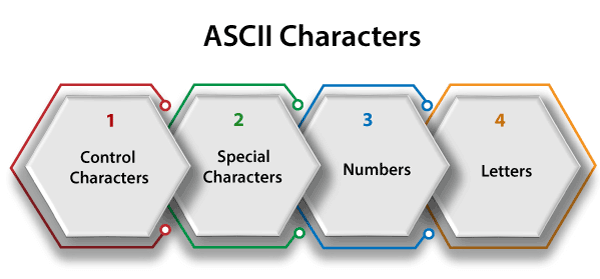 ASCII Characters
1
Control
Characters
2
Special
Characters
3
Numbers
4
Letters